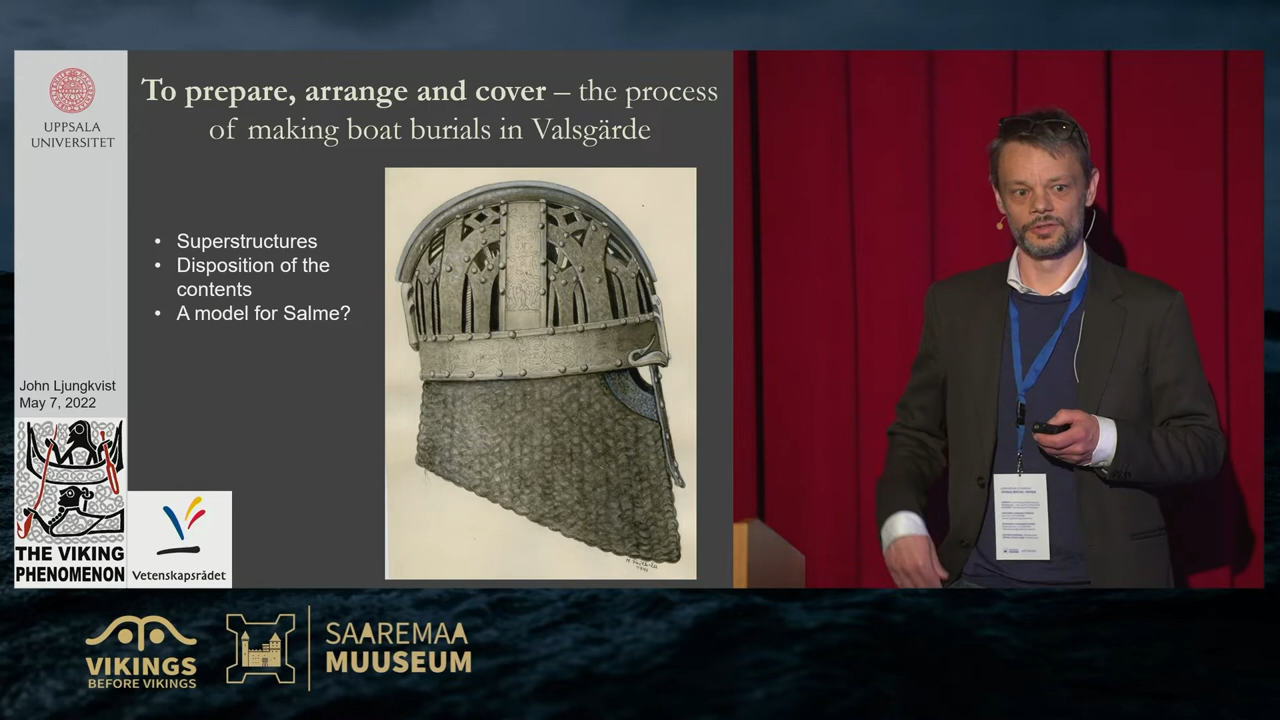 UPPSALA
UNIVERSITET
To prepare, arrange and cover – the process
of making boat burials in Valsgärde
• Superstructures
• Disposition of the
contents
• A model for Salme?
John Ljungkvist
May 7, 2022
THE VIKING
PHENOMENON
Vetenskapsrådet
VIKINGS
BEFORE VIKINGS
SAAREMAA
MUUSEUM